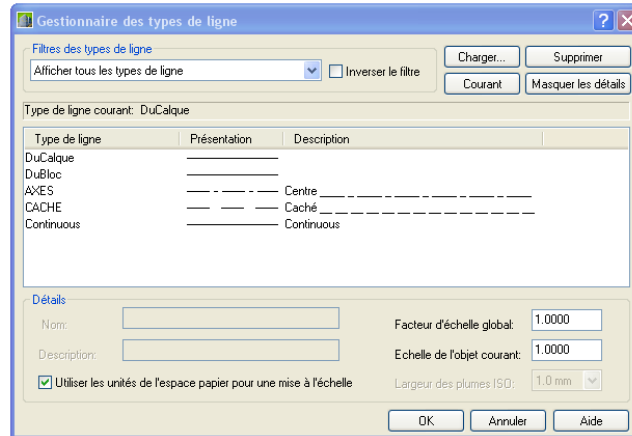 Gestionnaire des types de ligne
Filtres des types de ligne
Afficher tous les types de ligne
Inverser le filtre
Charger...
Supprimer
Courant
Masquer les détails
Type de ligne courant: DuCalque
Type de ligne Présentation Description
DuCalque
DuBloc
AXES Centre
CACHE Caché
Continuous Continuous
Détails
Nom:
Facteur d'échelle global: 1.0000
Description:
Echelle de l'objet courant: 1.0000
Utiliser les unités de l'espace papier pour une mise à l'échelle
Largeur des plumes ISO: 1.0 mm
OK Annuler Aide